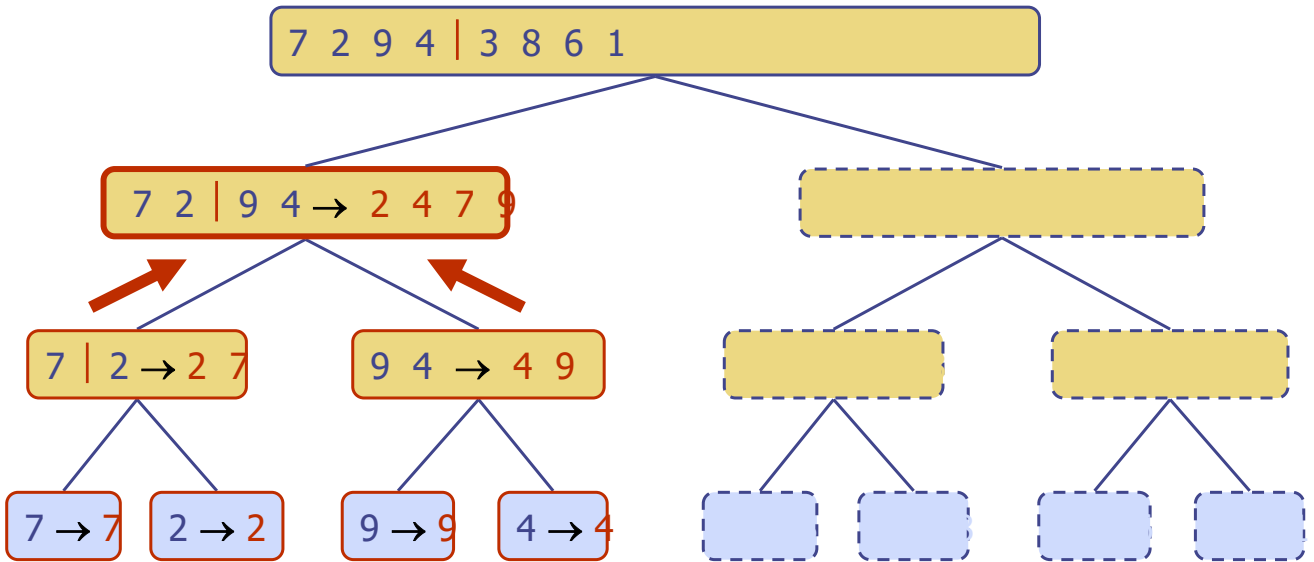 7 2 9 4 | 3 8 6 1
7 2 | 9 4 → 2 4 7 9
7 | 2 → 2 7
9 4 → 4 9
7 → 7
2 → 2
9 → 9
4 → 4